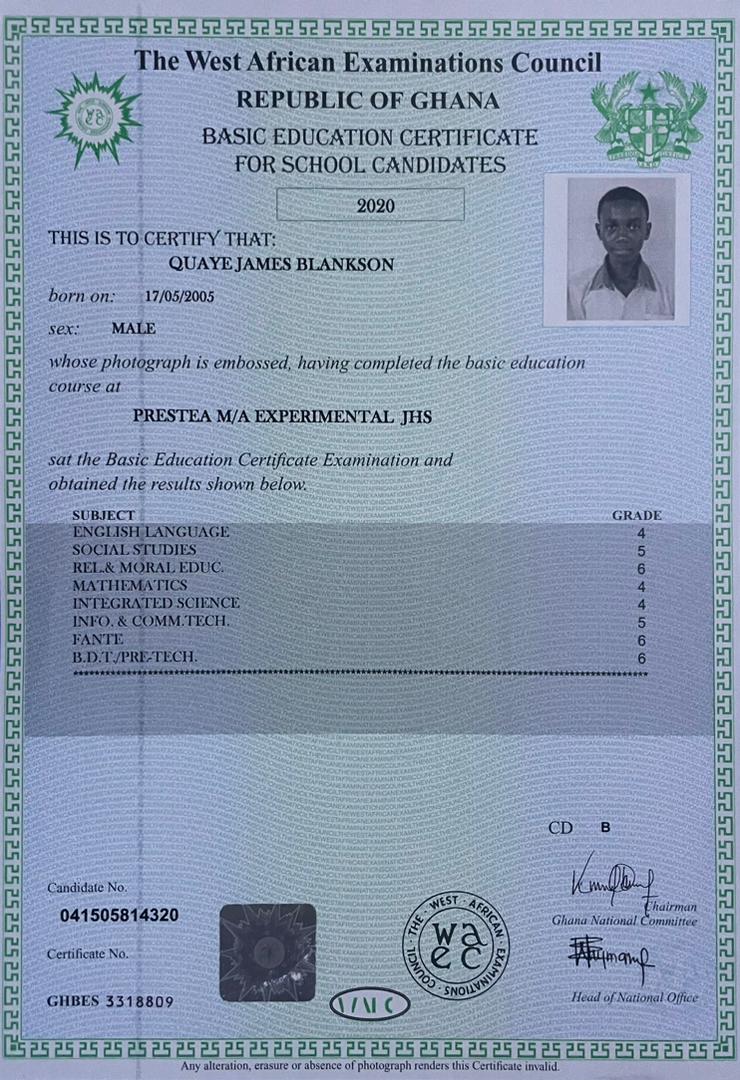 The West African Examinations Council
REPUBLIC OF GHANA
BASIC EDUCATION CERTIFICATE
FOR SCHOOL CANDIDATES
2020
THIS IS TO CERTIFY THAT:
QUAYE JAMES BLANKSON
born on: 17/05/2005
sex: MALE
whose photograph is embossed, having completed the basic education
course at
PRESTEA M/A EXPERIMENTAL JHS
sat the Basic Education Certificate Examination and
obtained the results shown below.
SUBJECT GRADE
ENGLISH LANGUAGE 4
SOCIAL STUDIES 5
REL.& MORAL EDUC. 6
MATHEMATICS 4
INTEGRATED SCIENCE 4
INFO. & COMM.TECH. 5
FANTE 6
B.D.T./PRE-TECH. 6
CD B
Candidate No.
041505814320
Chairman
Ghana National Committee
Certificate No.
GHBES 3318809
THE · WEST · AFRICAN · EXAMINATIONS · COUNCIL ·
wa
ec
Head of National Office
Any alteration, erasure or absence of photograph renders this Certificate invalid.